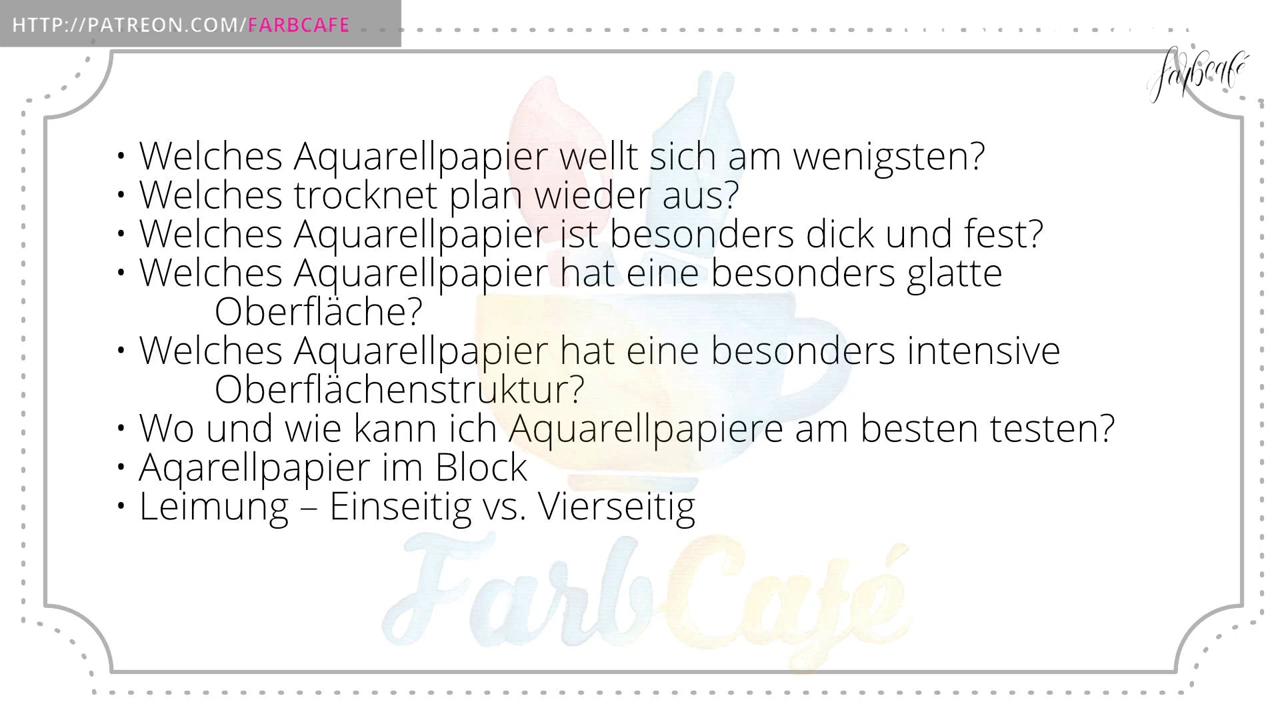 HTTP://PATREON.COM/FARBCAFE
farbcafé
• Welches Aquarellpapier wellt sich am wenigsten?
• Welches trocknet plan wieder aus?
• Welches Aquarellpapier ist besonders dick und fest?
• Welches Aquarellpapier hat eine besonders glatte
Oberfläche?
• Welches Aquarellpapier hat eine besonders intensive
Oberflächenstruktur?
• Wo und wie kann ich Aquarellpapiere am besten testen?
• Aqarellpapier im Block
• Leimung – Einseitig vs. Vierseitig
FarbCafé